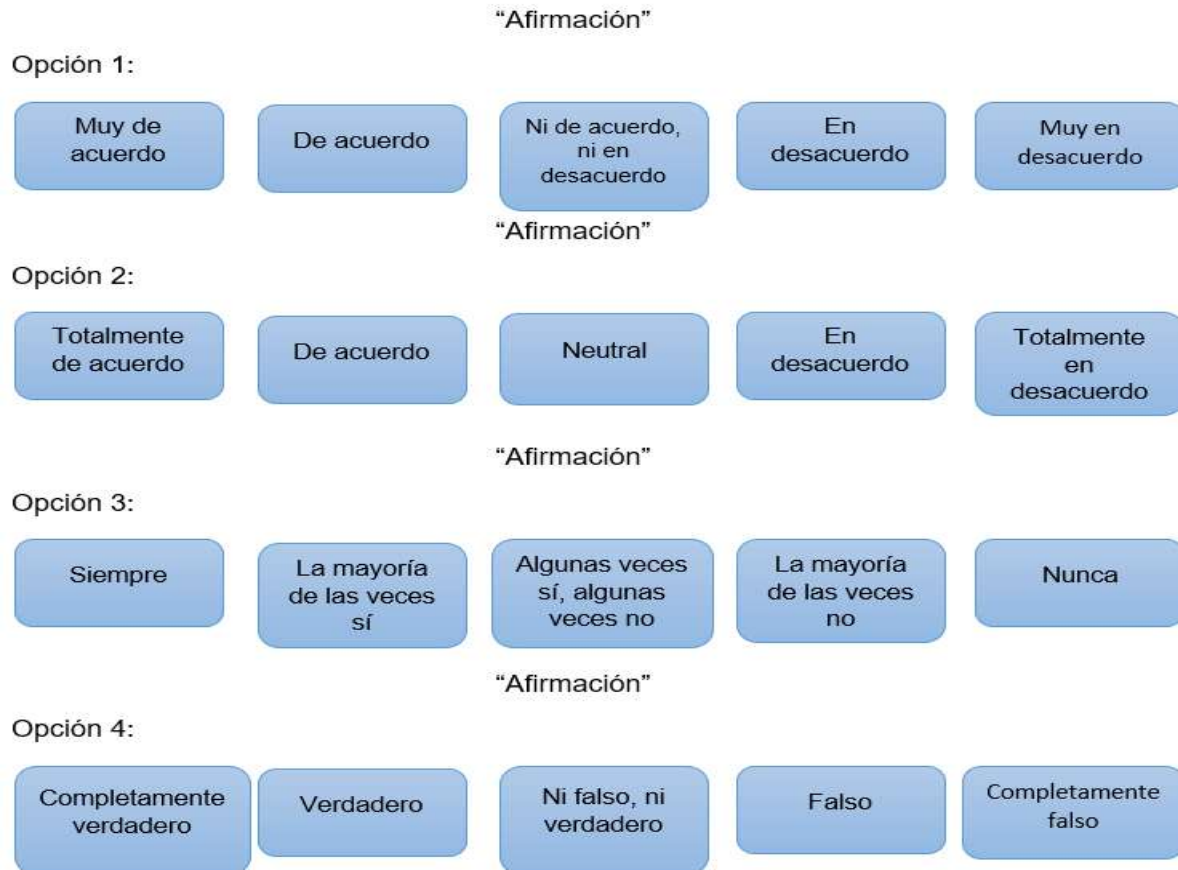 “Afirmación”
Opción 1:
Muy de
acuerdo
De acuerdo
Ni de acuerdo,
ni en
desacuerdo
En
desacuerdo
Muy en
desacuerdo
“Afirmación”
Opción 2:
Totalmente
de acuerdo
De acuerdo
Neutral
En
desacuerdo
Totalmente
en
desacuerdo
“Afirmación”
Opción 3:
Siempre
La mayoría
de las veces
sí
Algunas veces
sí, algunas
veces no
La mayoría
de las veces
no
Nunca
“Afirmación”
Opción 4:
Completamente
verdadero
Verdadero
Ni falso, ni
verdadero
Falso
Completamente
falso